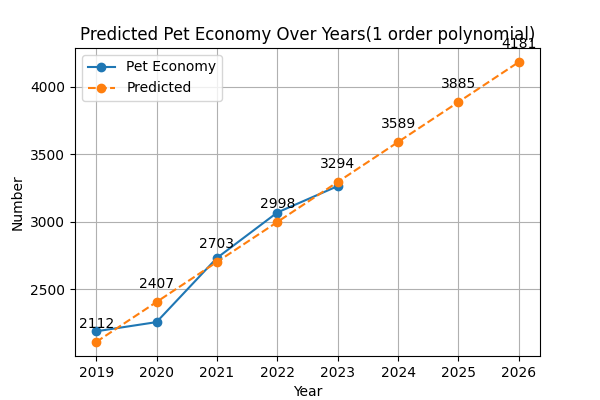 Predicted Pet Economy Over Years(1 order polynomial)
4181
Pet Economy
Predicted
4000
3885
3589
3500
3294
3000
2998
2703
2500
2407
2112
2019 2020 2021 2022 2023 2024 2025 2026
Year
Number